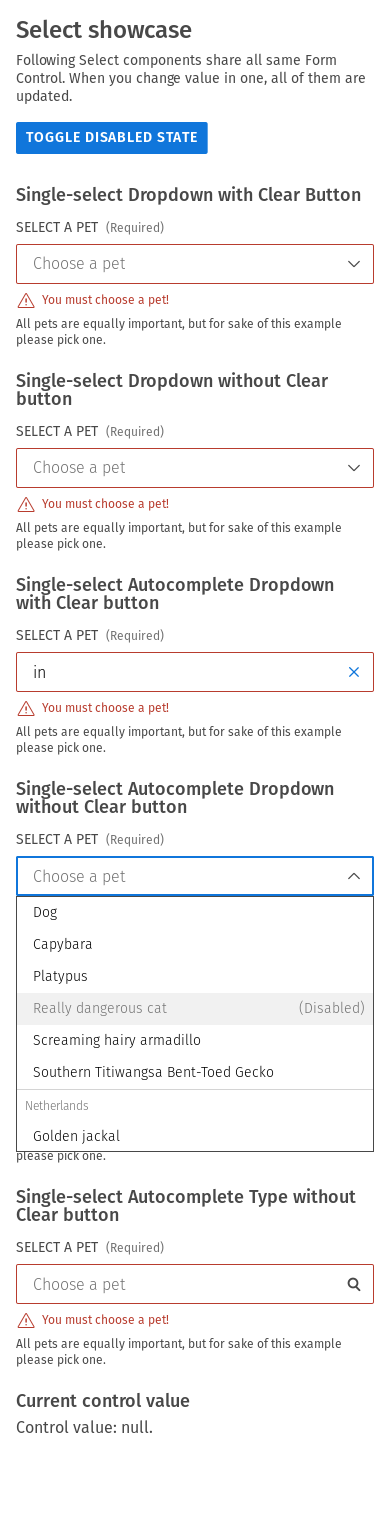 Select showcase
Following Select components share all same Form
Control. When you change value in one, all of them are
updated.
TOGGLE DISABLED STATE
Single-select Dropdown with Clear Button
SELECT A PET (Required)
Choose a pet
You must choose a pet!
All pets are equally important, but for sake of this example
please pick one.
Single-select Dropdown without Clear
button
SELECT A PET (Required)
Choose a pet
You must choose a pet!
All pets are equally important, but for sake of this example
please pick one.
Single-select Autocomplete Dropdown
with Clear button
SELECT A PET (Required)
in
You must choose a pet!
All pets are equally important, but for sake of this example
please pick one.
Single-select Autocomplete Dropdown
without Clear button
SELECT A PET (Required)
Choose a pet
Dog
Capybara
Platypus
Really dangerous cat (Disabled)
Screaming hairy armadillo
Southern Titiwangsa Bent-Toed Gecko
Netherlands
Golden jackal
please pick one.
Single-select Autocomplete Type without
Clear button
SELECT A PET (Required)
Choose a pet
You must choose a pet!
All pets are equally important, but for sake of this example
please pick one.
Current control value
Control value: null.